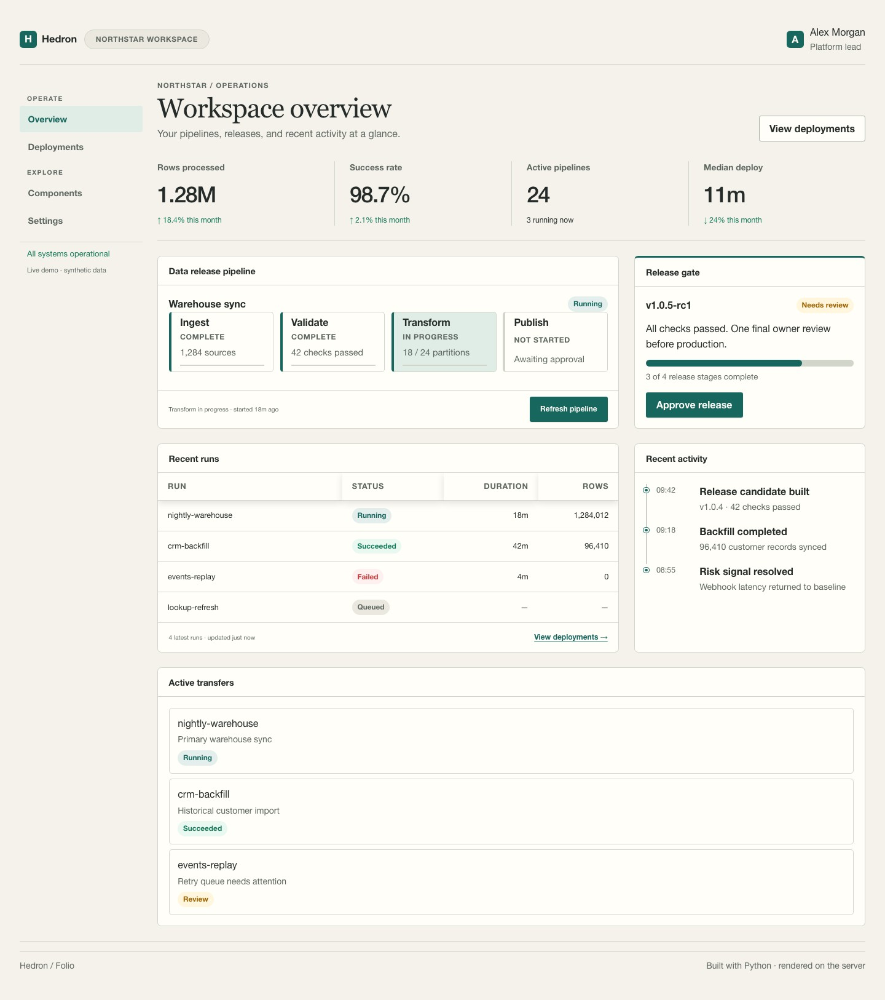 H Hedron NORTHSTAR WORKSPACE
A Alex Morgan
Platform lead
OPERATE
Overview
Deployments
EXPLORE
Components
Settings
All systems operational
Live demo · synthetic data
NORTHSTAR / OPERATIONS
Workspace overview
Your pipelines, releases, and recent activity at a glance.
View deployments
Rows processed
1.28M
↑ 18.4% this month
Success rate
98.7%
↑ 2.1% this month
Active pipelines
24
3 running now
Median deploy
11m
↓ 24% this month
Data release pipeline
Warehouse sync Running
Ingest
COMPLETE
1,284 sources
Validate
COMPLETE
42 checks passed
Transform
IN PROGRESS
18 / 24 partitions
Publish
NOT STARTED
Awaiting approval
Transform in progress · started 18m ago Refresh pipeline
Release gate
v1.0.5-rc1 Needs review
All checks passed. One final owner review
before production.
3 of 4 release stages complete
Approve release
Recent runs
RUN STATUS DURATION ROWS
nightly-warehouse Running 18m 1,284,012
crm-backfill Succeeded 42m 96,410
events-replay Failed 4m 0
lookup-refresh Queued — —
4 latest runs · updated just now View deployments →
Recent activity
09:42 Release candidate built
v1.0.4 · 42 checks passed
09:18 Backfill completed
96,410 customer records synced
08:55 Risk signal resolved
Webhook latency returned to baseline
Active transfers
nightly-warehouse
Primary warehouse sync
Running
crm-backfill
Historical customer import
Succeeded
events-replay
Retry queue needs attention
Review
Hedron / Folio Built with Python · rendered on the server